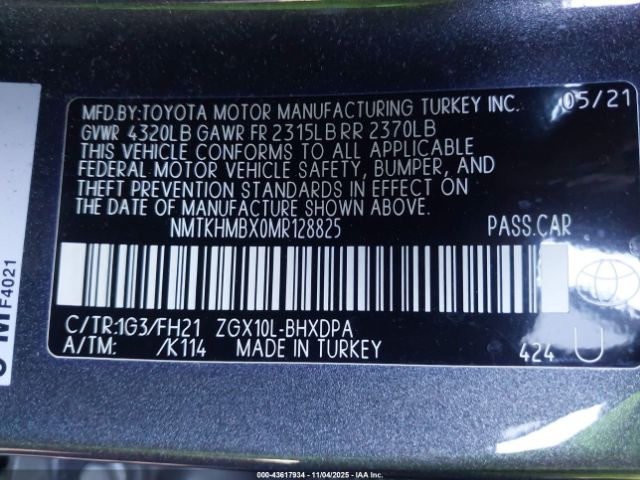 MFD.BY:TOYOTA MOTOR MANUFACTURING TURKEY INC. 05/21
GVWR 4320LB GAWR FR 2315LB RR 2370LB
THIS VEHICLE CONFORMS TO ALL APPLICABLE
FEDERAL MOTOR VEHICLE SAFETY, BUMPER, AND
THEFT PREVENTION STANDARDS IN EFFECT ON
THE DATE OF MANUFACTURE SHOWN ABOVE.
NMTKHMBX0MR128825 PASS.CAR
C/TR:1G3/FH21 ZGX10L-BHXDPA
A/TM: /K114 MADE IN TURKEY 424 U
F4021
000-43617934 - 11/04/2025 - IAAI.COM